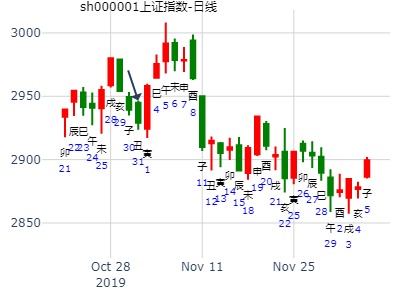 sh000001上证指数-日线
3000
2950
2900
2850
卯 辰 巳 午 未 戌 亥 子 丑 寅 巳 午 未 申 酉 子 丑 寅 卯 辰 未 申 酉 戌 亥 寅 卯 辰 巳 午 酉 戌 亥 子
21 22 23 24 25 28 29 30 31 1 4 5 6 7 8 11 12 13 14 15 18 19 20 21 22 25 26 27 28 29 2 3 4 5
Oct 28 Nov 11 Nov 25
2019